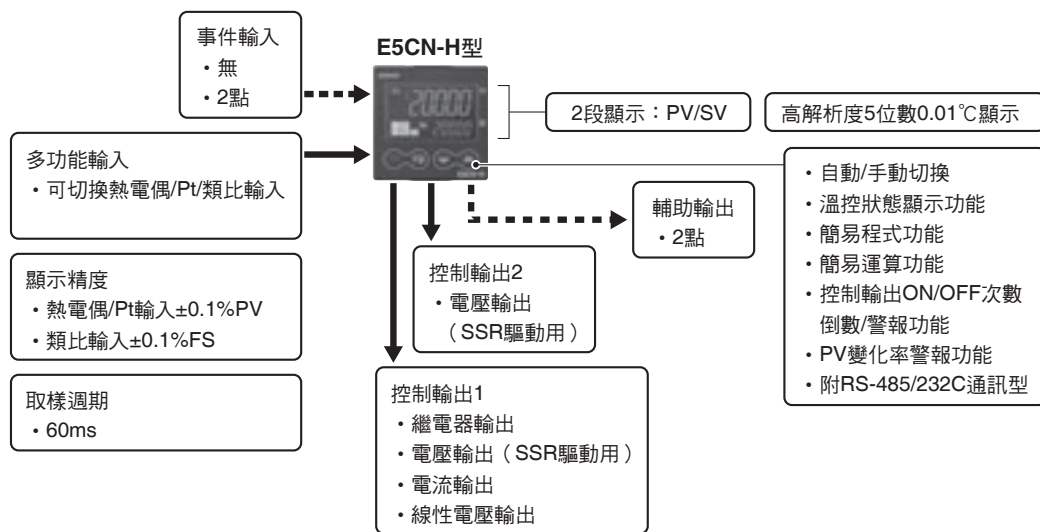 事件輸入
・無
・2點
E5CN-H型
20000
2段顯示：PV/SV
高解析度5位數0.01℃顯示
多功能輸入
・可切換熱電偶/Pt/類比輸入
・自動/手動切換
・溫控狀態顯示功能
・簡易程式功能
・簡易運算功能
・控制輸出ON/OFF次數
倒數/警報功能
・PV變化率警報功能
・附RS-485/232C通訊型
輔助輸出
・2點
顯示精度
・熱電偶/Pt輸入±0.1%PV
・類比輸入±0.1%FS
控制輸出2
・電壓輸出
（SSR驅動用）
取樣週期
・60ms
控制輸出1
・繼電器輸出
・電壓輸出（SSR驅動用）
・電流輸出
・線性電壓輸出